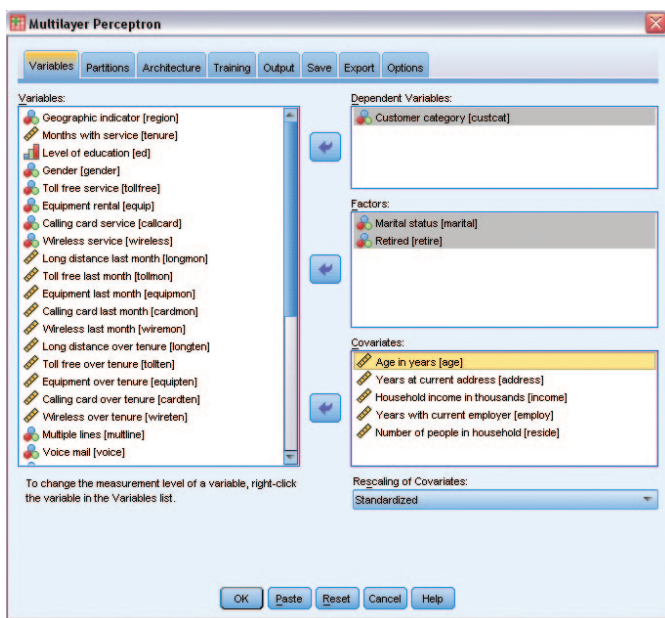 Multilayer Perceptron
Variables Partitions Architecture Training Output Save Export Options
Variables:
Geographic indicator [region]
Months with service [tenure]
Level of education [ed]
Gender [gender]
Toll free service [tollfree]
Equipment rental [equip]
Calling card service [callcard]
Wireless service [wireless]
Long distance last month [longmon]
Toll free last month [tollmon]
Equipment last month [equipmon]
Calling card last month [cardmon]
Wireless last month [wiremon]
Long distance over tenure [longten]
Toll free over tenure [tollten]
Equipment over tenure [equipten]
Calling card over tenure [cardten]
Wireless over tenure [wireten]
Multiple lines [multline]
Voice mail [voice]
To change the measurement level of a variable, right-click
the variable in the Variables list.
Dependent Variables:
Customer category [custcat]
Factors:
Marital status [marital]
Retired [retire]
Covariates:
Age in years [age]
Years at current address [address]
Household income in thousands [income]
Years with current employer [employ]
Number of people in household [reside]
Rescaling of Covariates:
Standardized
OK Paste Reset Cancel Help